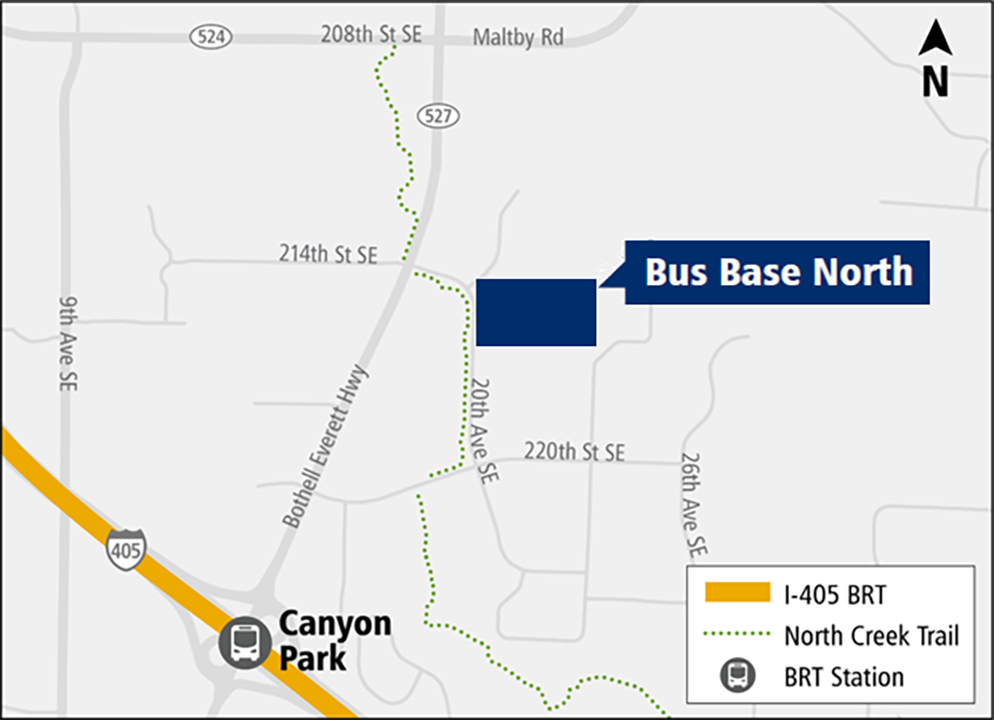 524
208th St SE
Maltby Rd
N
527
214th St SE
Bus Base North
9th Ave SE
Bothell Everett Hwy
20th Ave SE
220th St SE
26th Ave SE
405
Canyon
Park
I-405 BRT
North Creek Trail
BRT Station